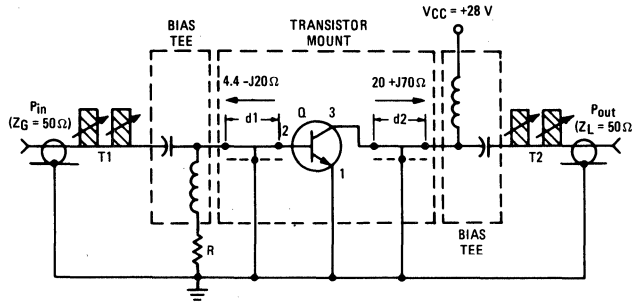 BIAS
TEE
TRANSISTOR
MOUNT
VCC = +28 V
4.4 -J20Ω
20 +J70Ω
Pin
(ZG = 50Ω)
Pout
(ZL = 50Ω
d1
Q
3
d2
2
T1
1
T2
R
BIAS
TEE